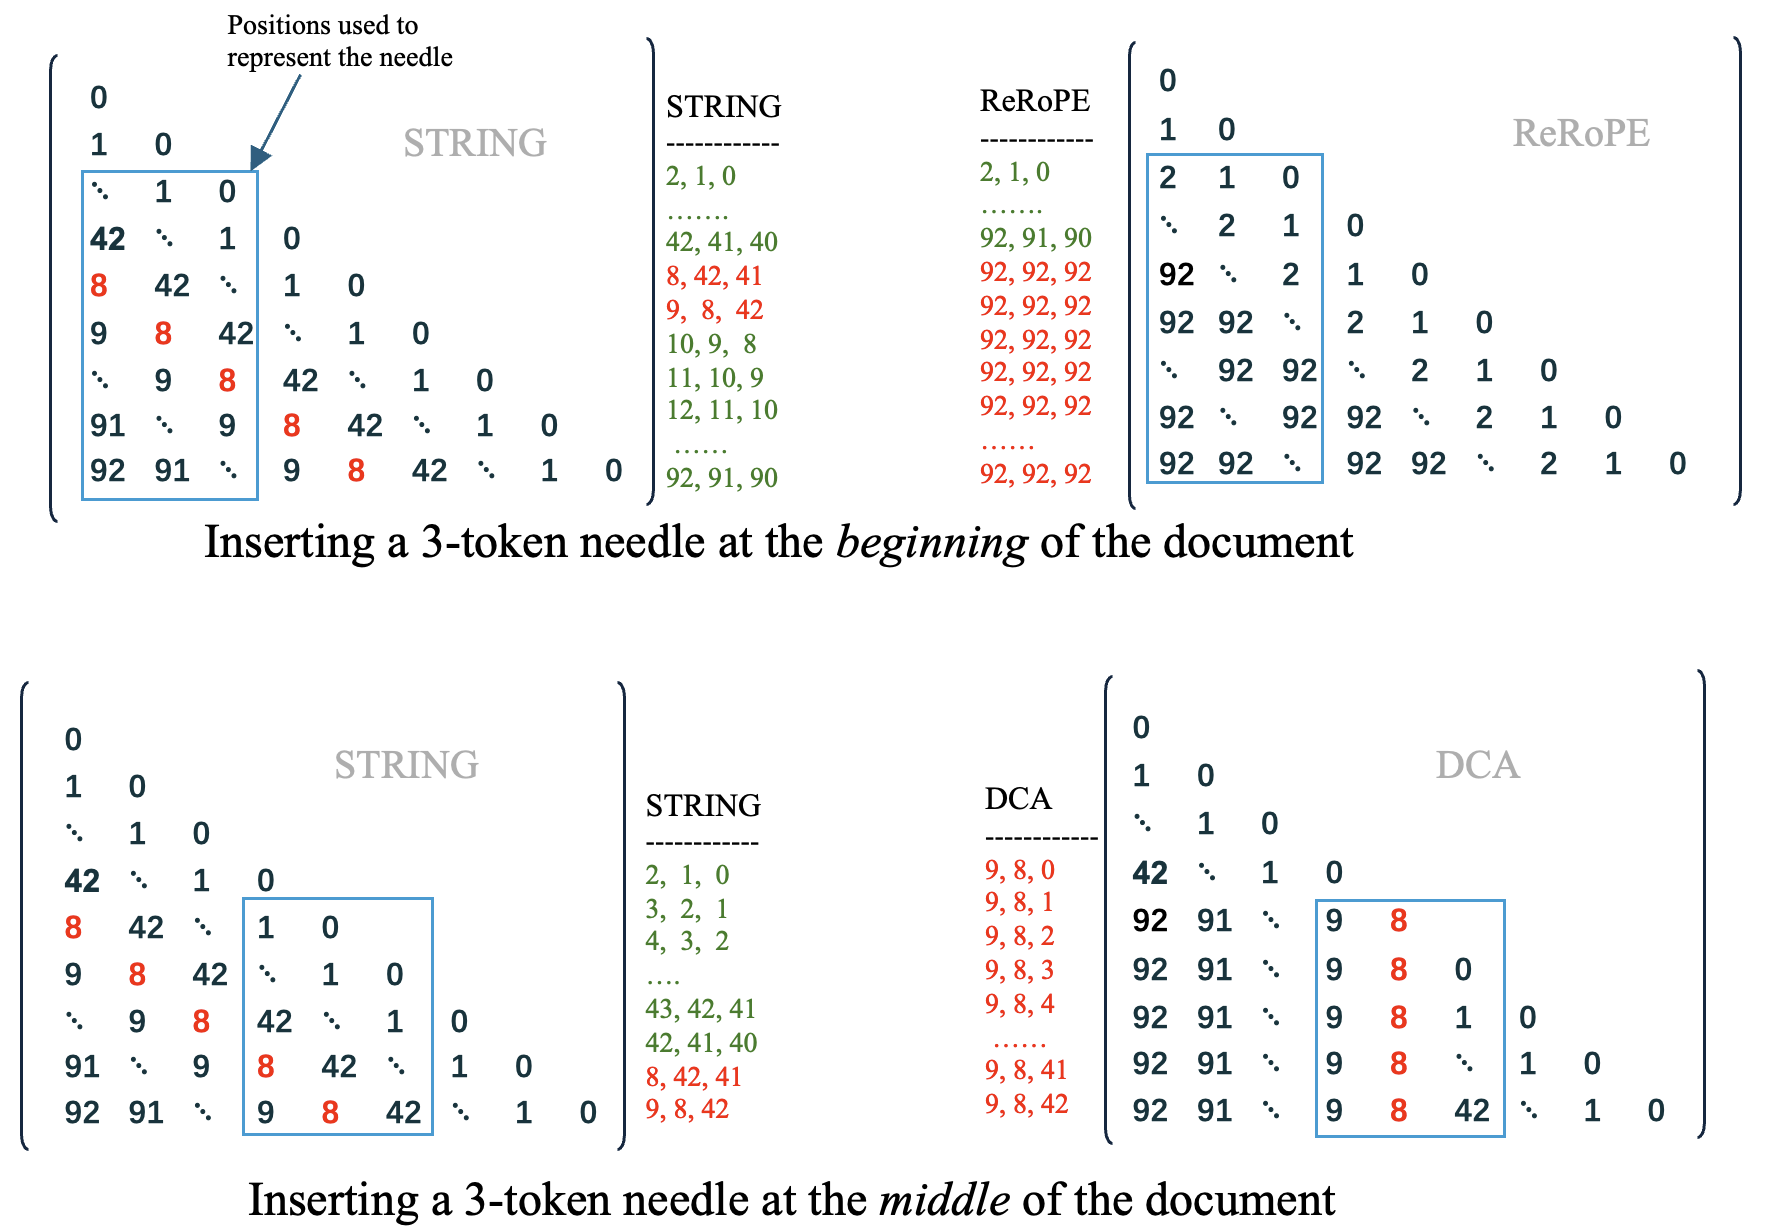 Positions used to
represent the needle
STRING
0
1 0
⋱ 1 0
42 ⋱ 1 0
8 42 ⋱ 1 0
9 8 42 ⋱ 1 0
⋱ 9 8 42 ⋱ 1 0
91 ⋱ 9 8 42 ⋱ 1 0
92 91 ⋱ 9 8 42 ⋱ 1 0
STRING
------------
2, 1, 0
.......
42, 41, 40
8, 42, 41
9, 8, 42
10, 9, 8
11, 10, 9
12, 11, 10
......
92, 91, 90
ReRoPE
------------
2, 1, 0
.......
92, 91, 90
92, 92, 92
92, 92, 92
92, 92, 92
92, 92, 92
92, 92, 92
......
92, 92, 92
ReRoPE
0
1 0
2 1 0
⋱ 2 1 0
92 ⋱ 2 1 0
92 92 ⋱ 2 1 0
⋱ 92 92 ⋱ 2 1 0
92 ⋱ 92 92 ⋱ 2 1 0
92 92 ⋱ 92 92 ⋱ 2 1 0
Inserting a 3-token needle at the beginning of the document
STRING
0
1 0
⋱ 1 0
42 ⋱ 1 0
8 42 ⋱ 1 0
9 8 42 ⋱ 1 0
⋱ 9 8 42 ⋱ 1 0
91 ⋱ 9 8 42 ⋱ 1 0
92 91 ⋱ 9 8 42 ⋱ 1 0
STRING
------------
2, 1, 0
3, 2, 1
4, 3, 2
....
43, 42, 41
42, 41, 40
8, 42, 41
9, 8, 42
DCA
------------
9, 8, 0
9, 8, 1
9, 8, 2
9, 8, 3
9, 8, 4
......
9, 8, 41
9, 8, 42
DCA
0
1 0
⋱ 1 0
42 ⋱ 1 0
92 91 ⋱ 9 8
92 91 ⋱ 9 8 0
92 91 ⋱ 9 8 1 0
92 91 ⋱ 9 8 ⋱ 1 0
92 91 ⋱ 9 8 42 ⋱ 1 0
Inserting a 3-token needle at the middle of the document